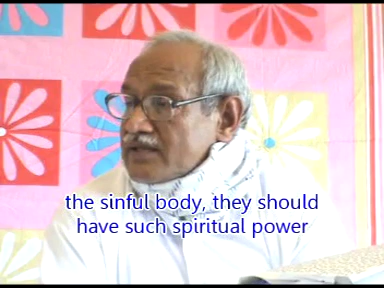 the sinful body, they should
have such spiritual power